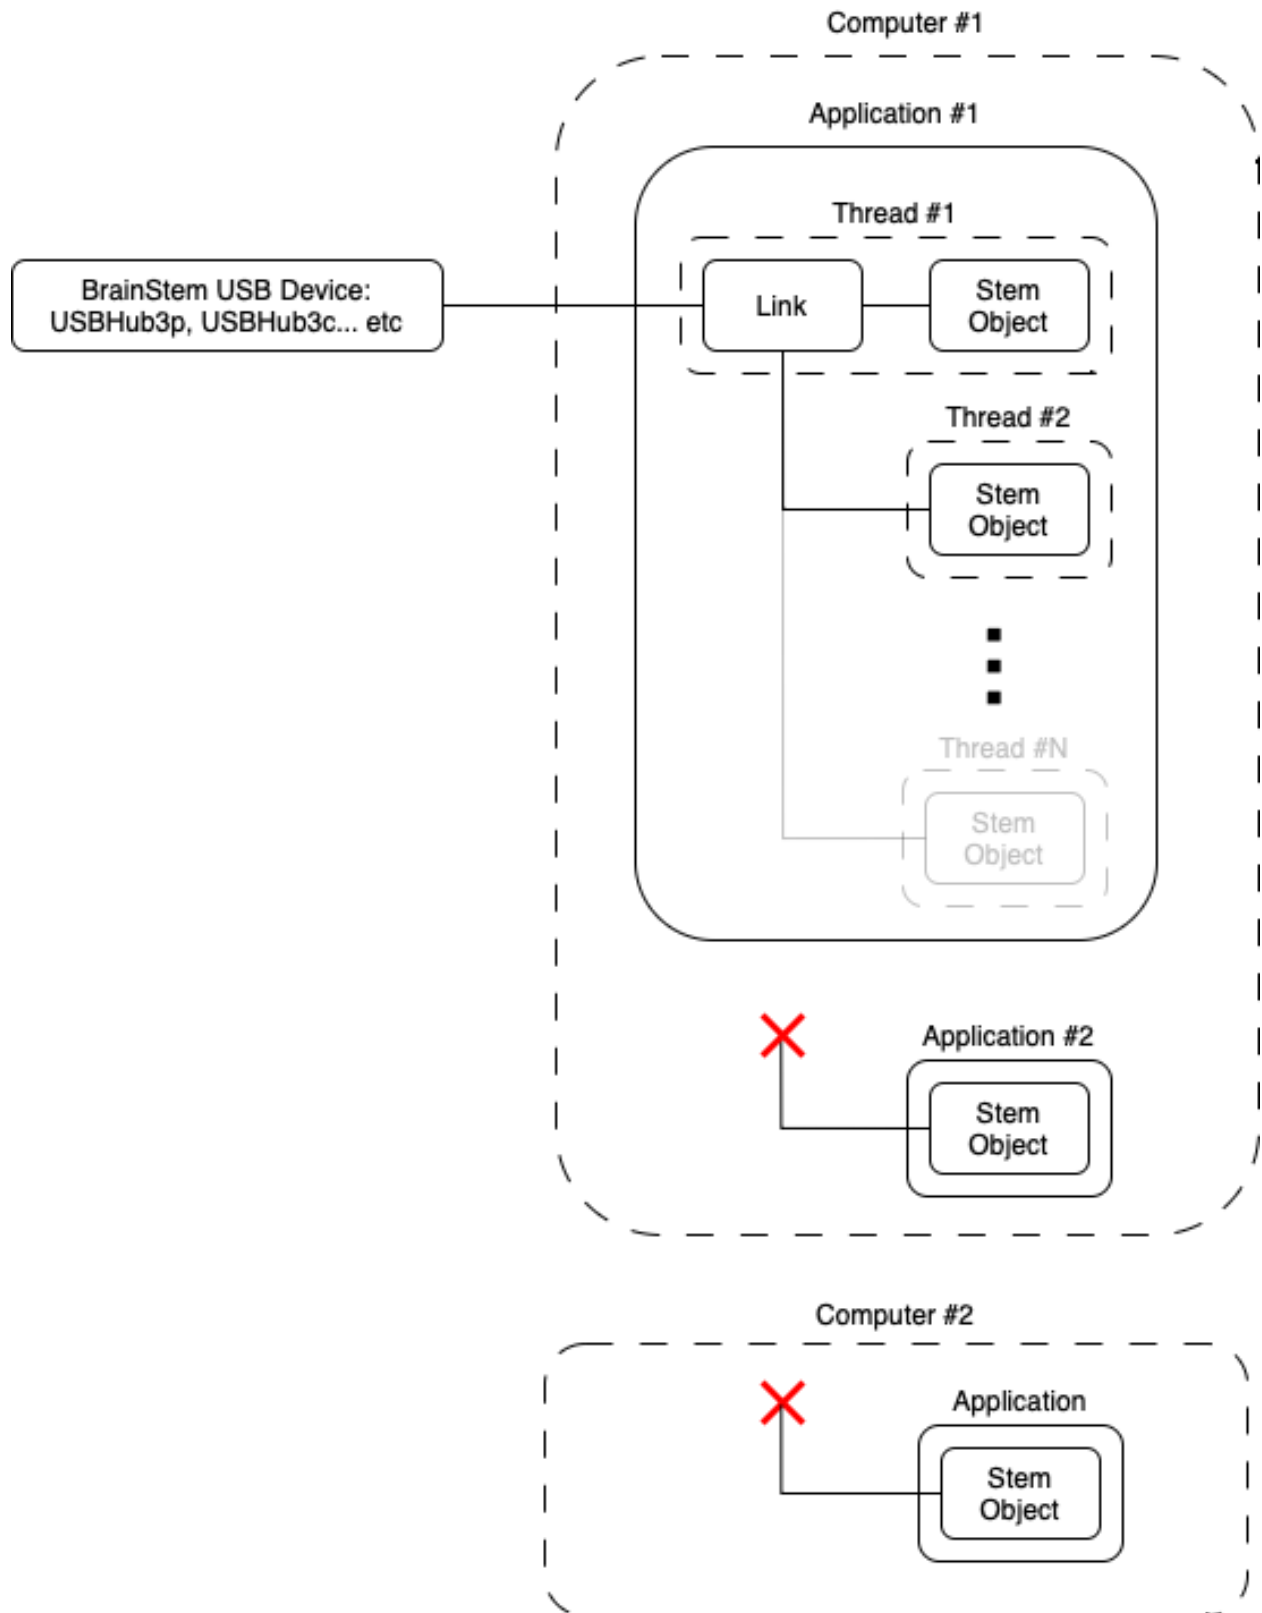 Computer #1
Application #1
Thread #1
BrainStem USB Device:
USBHub3p, USBHub3c... etc
Link
Stem
Object
Thread #2
Stem
Object
Thread #N
Stem
Object
Application #2
Stem
Object
Computer #2
Application
Stem
Object